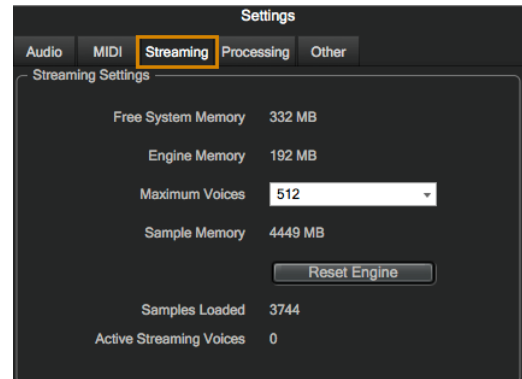 Settings
Audio MIDI Streaming Processing Other
Streaming Settings
Free System Memory 332 MB
Engine Memory 192 MB
Maximum Voices 512
Sample Memory 4449 MB
Reset Engine
Samples Loaded 3744
Active Streaming Voices 0